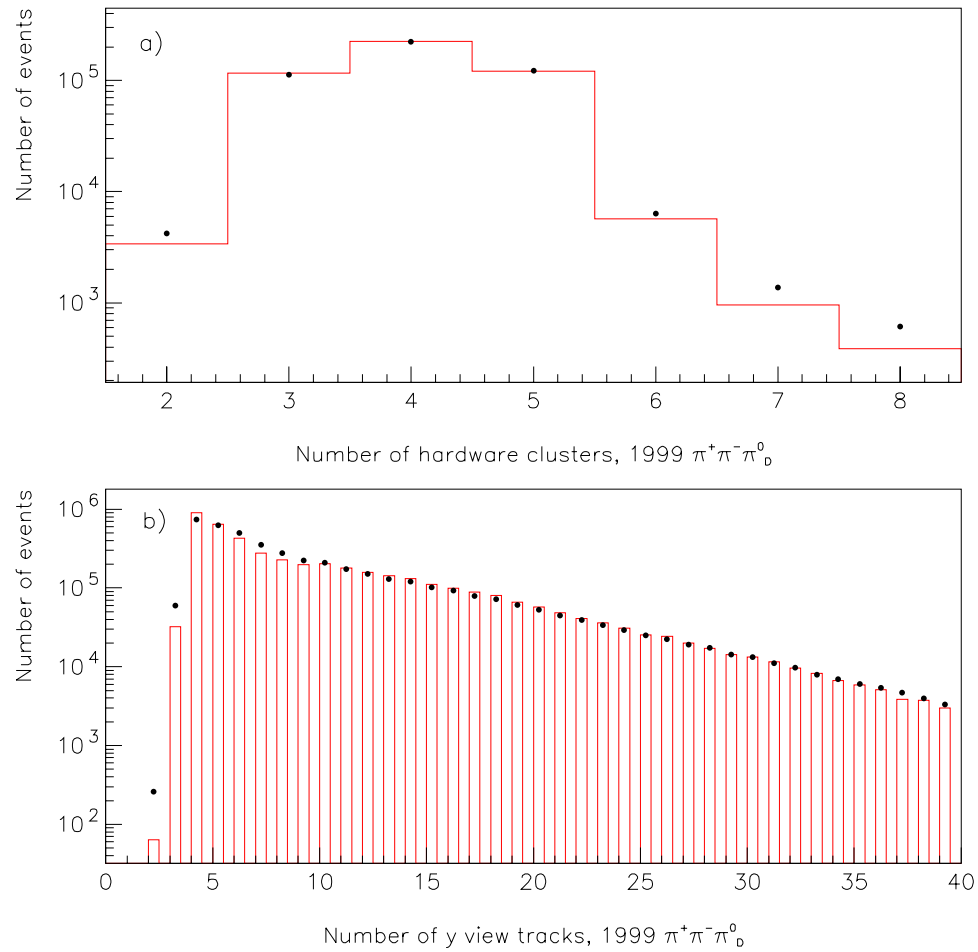 Number of events
a)
10^5
10^4
10^3
2 3 4 5 6 7 8
Number of hardware clusters, 1999 π⁺π⁻π⁰_D
Number of events
b)
10^6
10^5
10^4
10^3
10^2
0 5 10 15 20 25 30 35 40
Number of y view tracks, 1999 π⁺π⁻π⁰_D